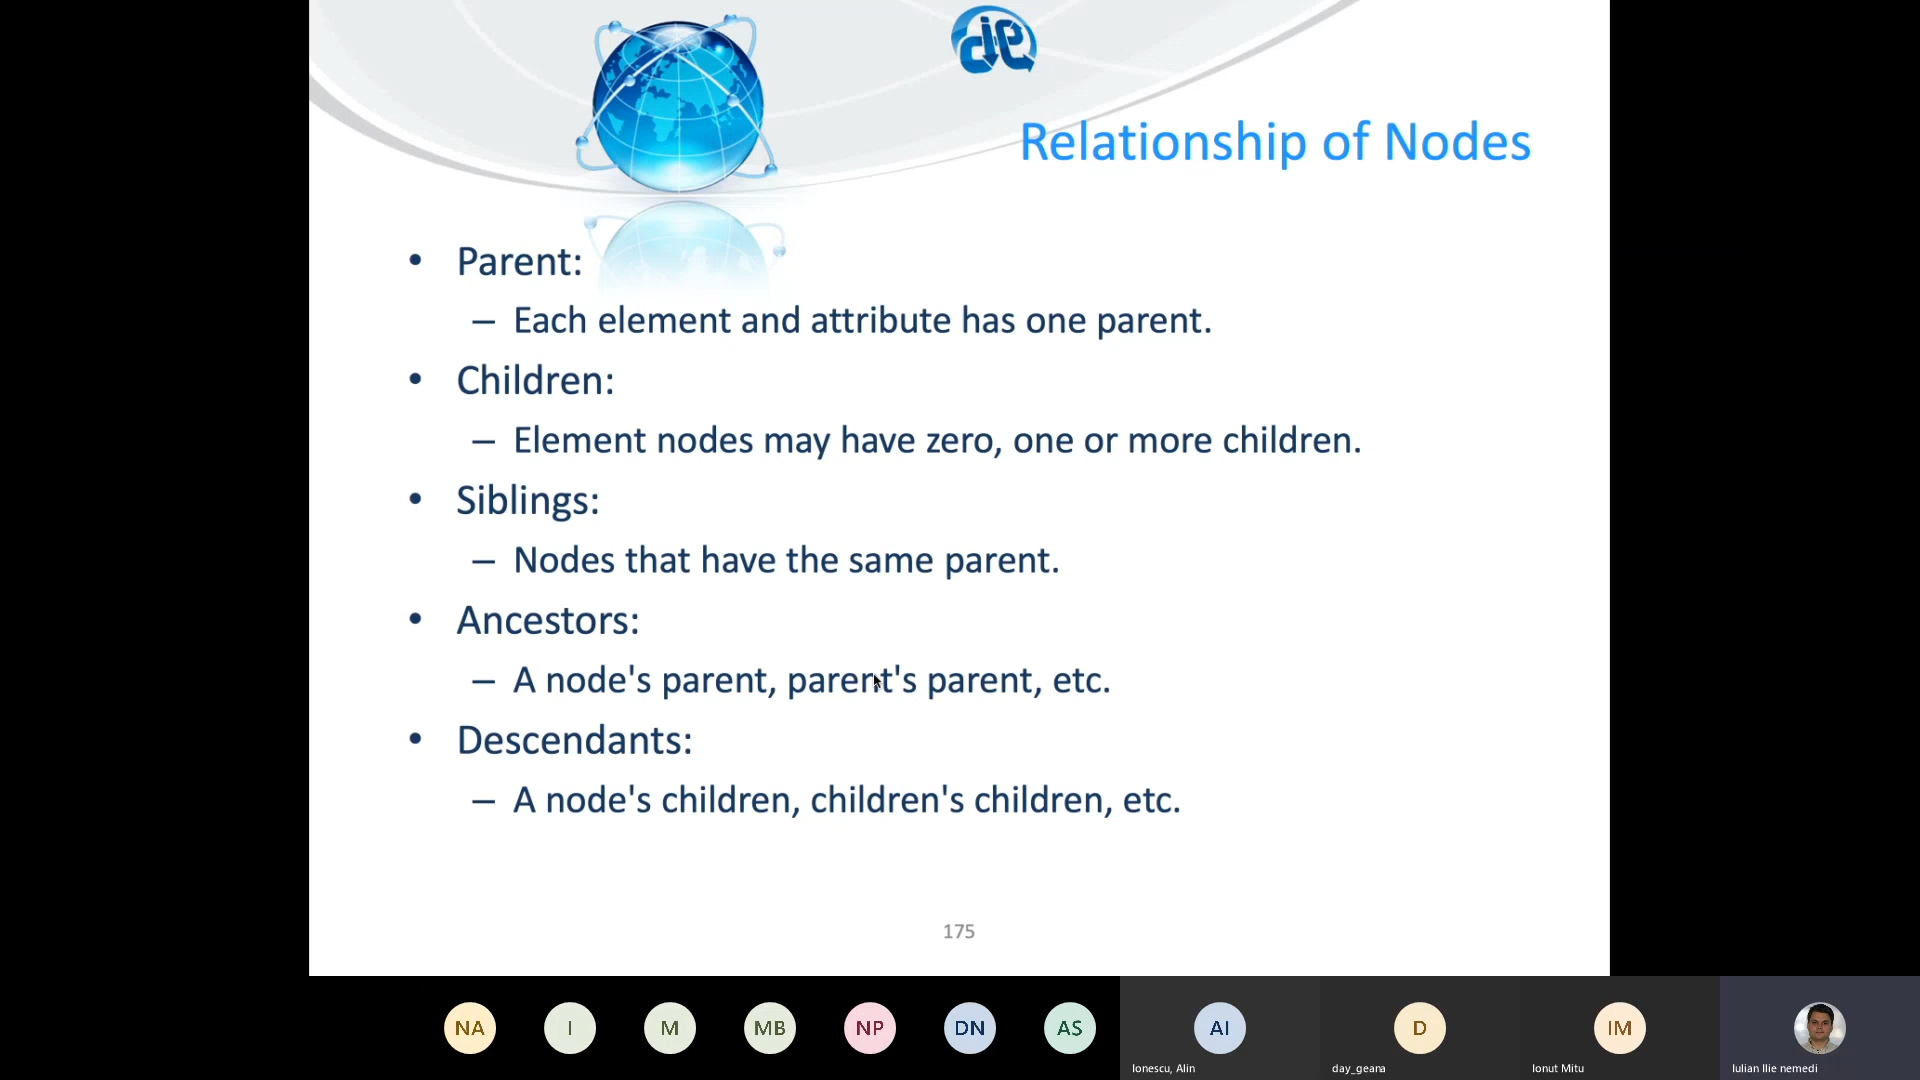 Relationship of Nodes
• Parent:
– Each element and attribute has one parent.
• Children:
– Element nodes may have zero, one or more children.
• Siblings:
– Nodes that have the same parent.
• Ancestors:
– A node's parent, parent's parent, etc.
• Descendants:
– A node's children, children's children, etc.
175
NA I M MB NP DN AS AI D IM
Ionescu, Alin day_geana Ionut Mitu Iulian Ilie nemedi